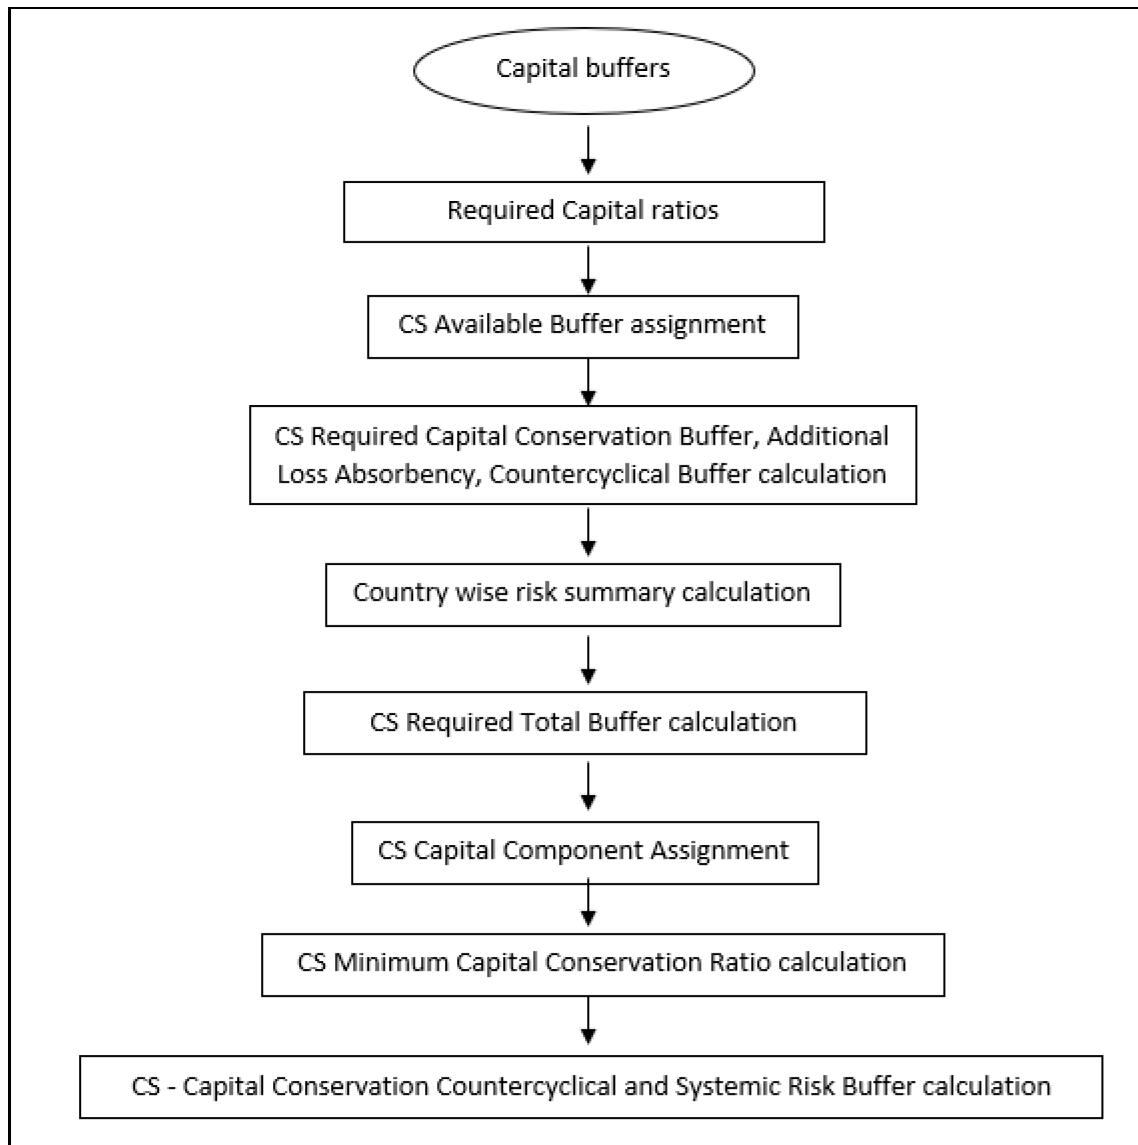 Capital buffers
Required Capital ratios
CS Available Buffer assignment
CS Required Capital Conservation Buffer, Additional
Loss Absorbency, Countercyclical Buffer calculation
Country wise risk summary calculation
CS Required Total Buffer calculation
CS Capital Component Assignment
CS Minimum Capital Conservation Ratio calculation
CS - Capital Conservation Countercyclical and Systemic Risk Buffer calculation